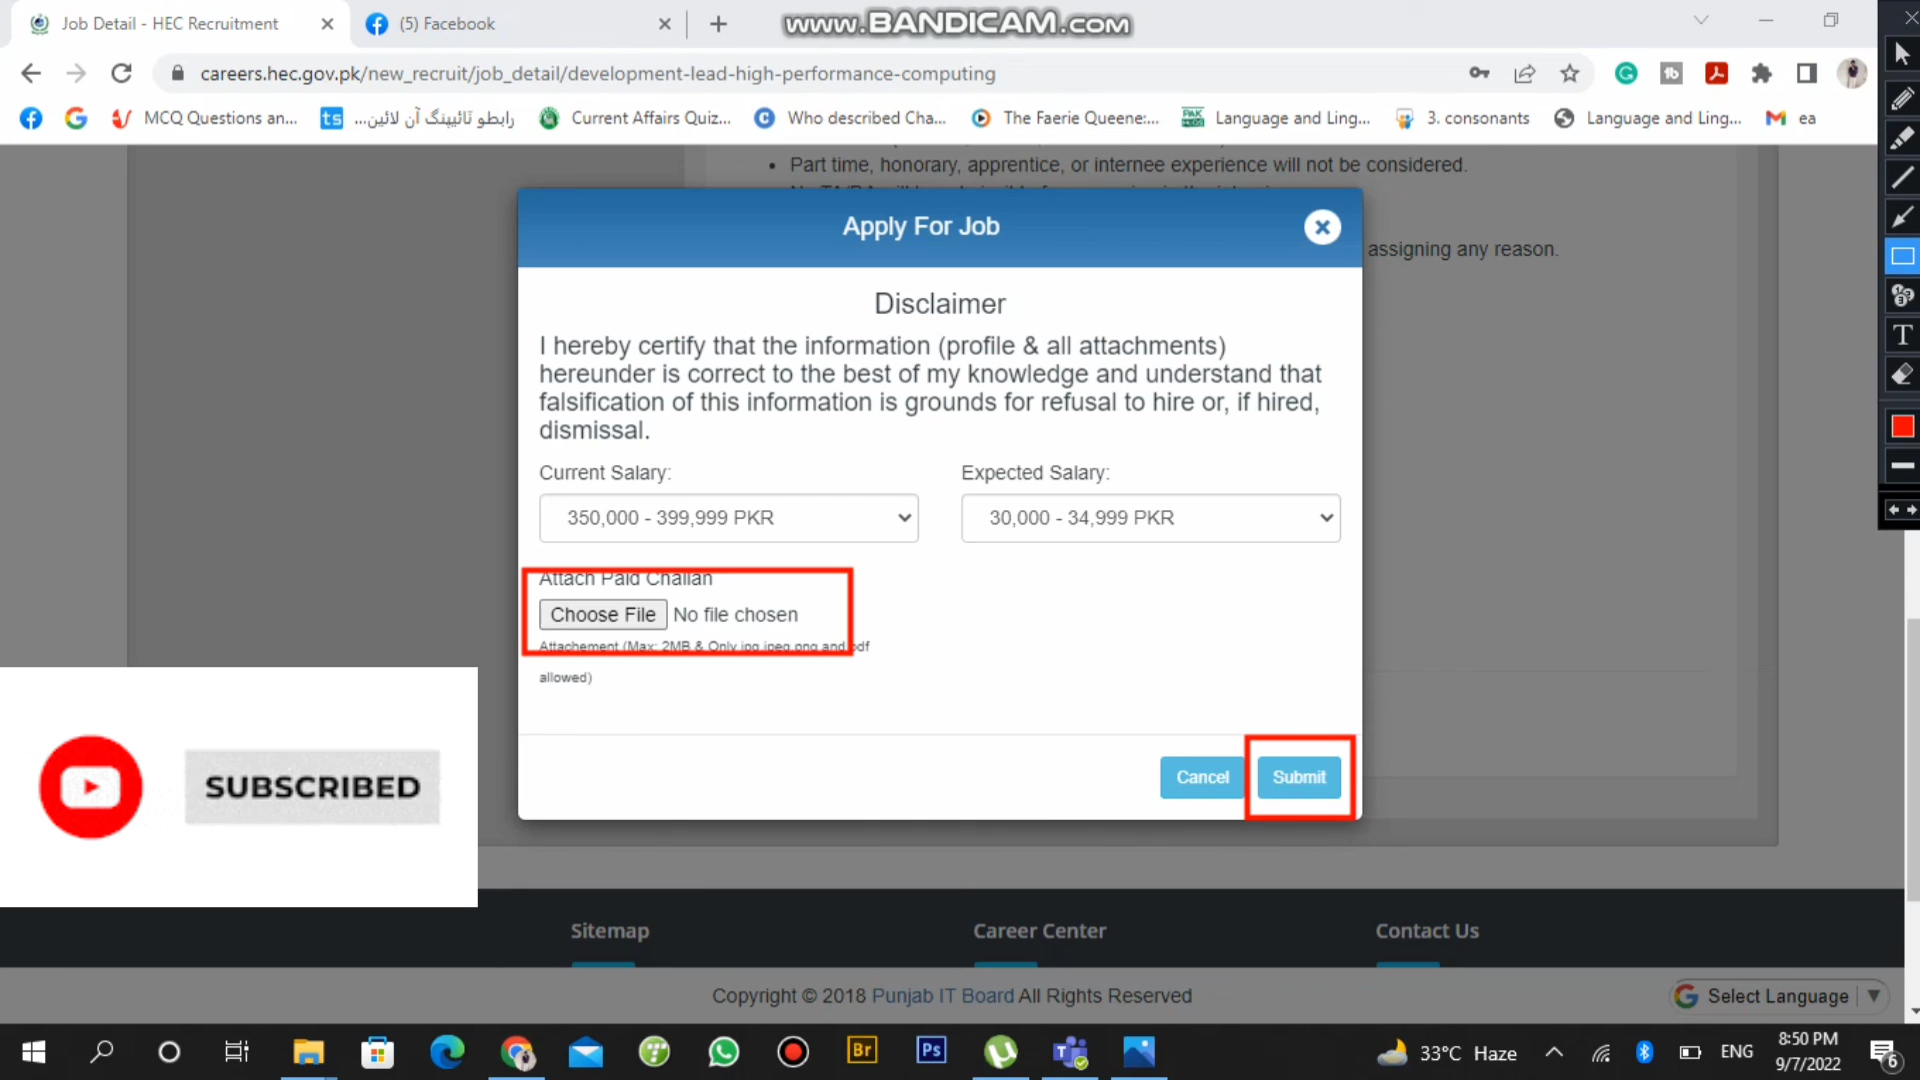 Job Detail - HEC Recruitment
(5) Facebook
www.BANDICAM.com
careers.hec.gov.pk/new_recruit/job_detail/development-lead-high-performance-computing
MCQ Questions an...
ts
رابطو ٹائیپنگ آن لائین...
Current Affairs Quiz...
Who described Cha...
The Faerie Queene:...
Language and Ling...
3. consonants
Language and Ling...
ea
Part time, honorary, apprentice, or internee experience will not be considered.
assigning any reason.
Apply For Job
Disclaimer
I hereby certify that the information (profile & all attachments)
hereunder is correct to the best of my knowledge and understand that
falsification of this information is grounds for refusal to hire or, if hired,
dismissal.
Current Salary:
Expected Salary:
350,000 - 399,999 PKR
30,000 - 34,999 PKR
Attach Paid Challan
Choose File No file chosen
Attachement (Max: 2MB & Only jpg,jpeg,png and pdf
allowed)
Cancel
Submit
SUBSCRIBED
Sitemap
Career Center
Contact Us
Copyright © 2018 Punjab IT Board All Rights Reserved
Select Language
Br
Ps
33°C Haze
ENG
8:50 PM
9/7/2022
6